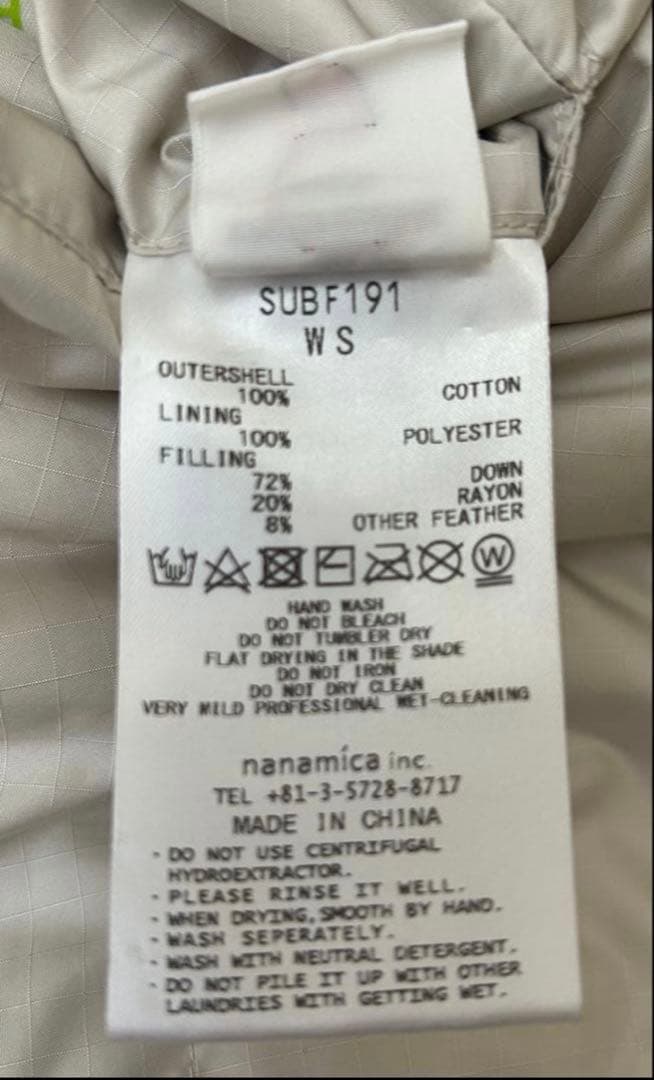 SUBF191
WS
OUTERSHELL
100% COTTON
LINING
100% POLYESTER
FILLING
72% DOWN
20% RAYON
8% OTHER FEATHER
W
HAND WASH
DO NOT BLEACH
DO NOT TUMBLER DRY
FLAT DRYING IN THE SHADE
DO NOT IRON
DO NOT DRY CLEAN
VERY MILD PROFESSIONAL WET-CLEANING
nanamíca inc.
TEL +81-3-5728-8717
MADE IN CHINA
· DO NOT USE CENTRIFUGAL
HYDROEXTRACTOR.
· PLEASE RINSE IT WELL.
· WHEN DRYING, SMOOTH BY HAND.
· WASH SEPERATELY.
· WASH WITH NEUTRAL DETERGENT.
· DO NOT PILE IT UP WITH OTHER
LAUNDRIES WITH GETTING WET.